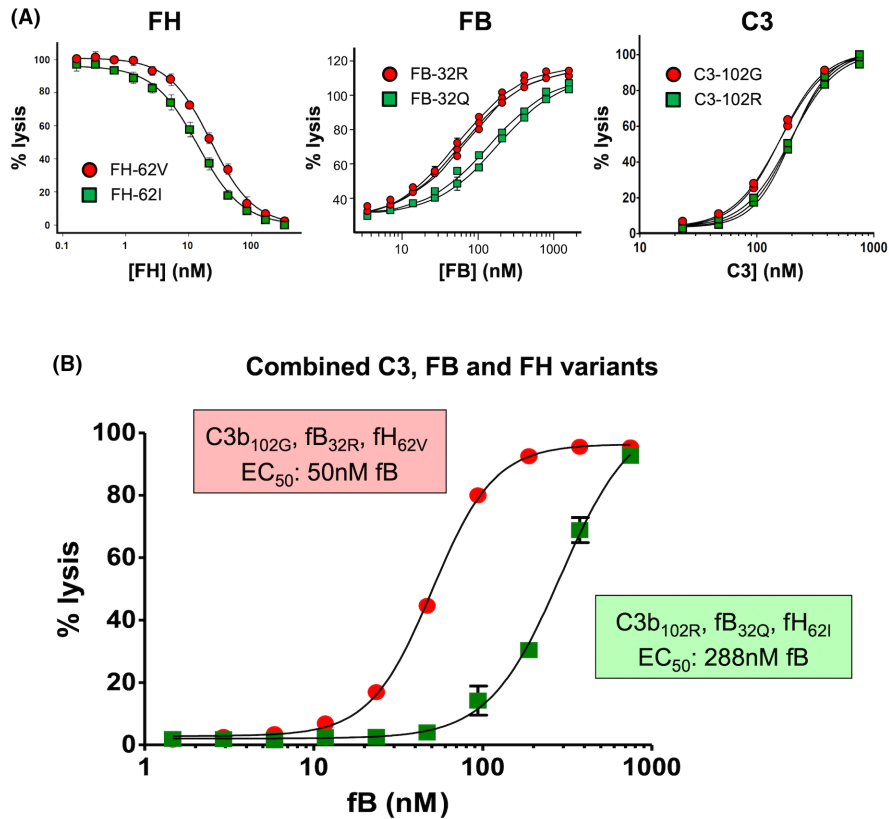 (A)
FH
FB
C3
% lysis
100
80
60
40
20
0
FH-62V
FH-62I
0.1
1
10
100
[FH] (nM)
% lysis
120
100
80
60
40
FB-32R
FB-32Q
10
100
1000
[FB] (nM)
% lysis
100
80
60
40
20
0
C3-102G
C3-102R
10
100
1000
C3] (nM)
(B)
Combined C3, FB and FH variants
% lysis
100
80
60
40
20
0
C3b102G, fB32R, fH62V
EC50: 50nM fB
C3b102R, fB32Q, fH62I
EC50: 288nM fB
1
10
100
1000
fB (nM)